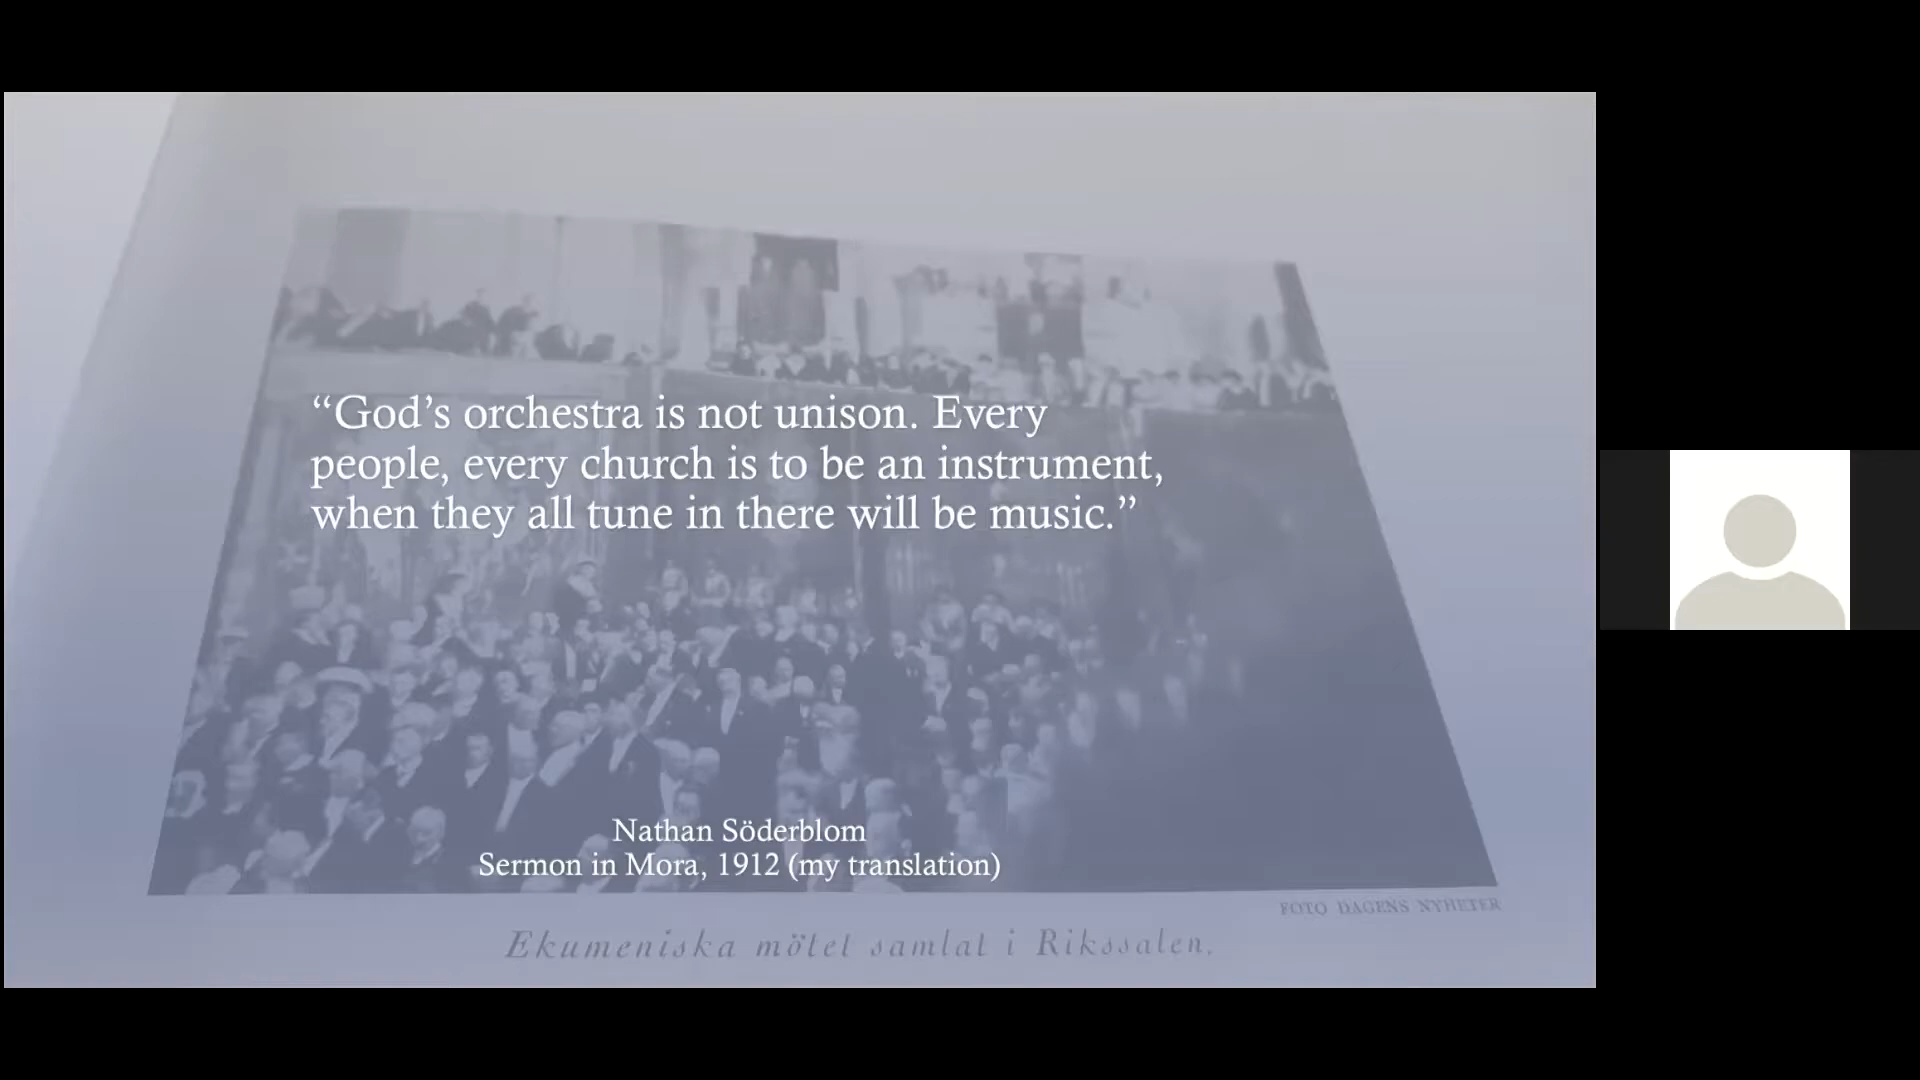 “God’s orchestra is not unison. Every
people, every church is to be an instrument,
when they all tune in there will be music.”
Nathan Söderblom
Sermon in Mora, 1912 (my translation)
FOTO DAGENS NYHETER
Ekumeniska mötet samlat i Rikssalen.